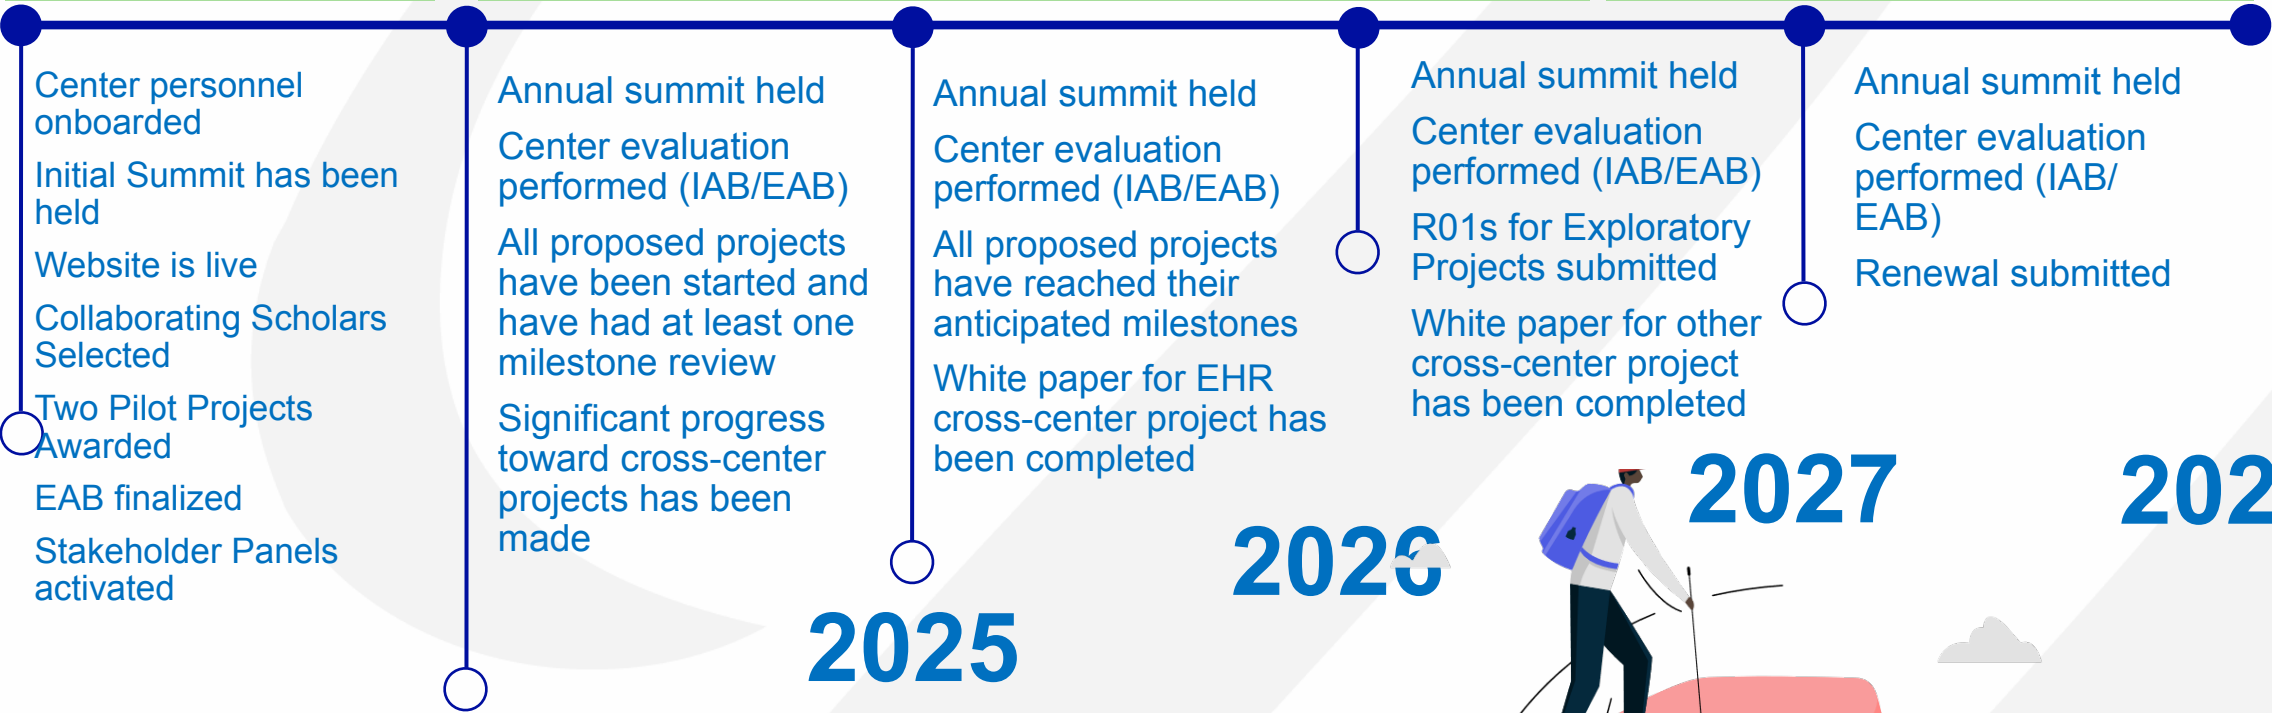 Center personnel
onboarded
Initial Summit has been
held
Website is live
Collaborating Scholars
Selected
Two Pilot Projects
Awarded
EAB finalized
Stakeholder Panels
activated
Annual summit held
Center evaluation
performed (IAB/EAB)
All proposed projects
have been started and
have had at least one
milestone review
Significant progress
toward cross-center
projects has been
made
Annual summit held
Center evaluation
performed (IAB/EAB)
All proposed projects
have reached their
anticipated milestones
White paper for EHR
cross-center project has
been completed
Annual summit held
Center evaluation
performed (IAB/EAB)
R01s for Exploratory
Projects submitted
White paper for other
cross-center project
has been completed
Annual summit held
Center evaluation
performed (IAB/
EAB)
Renewal submitted
2025
2026
2027
202